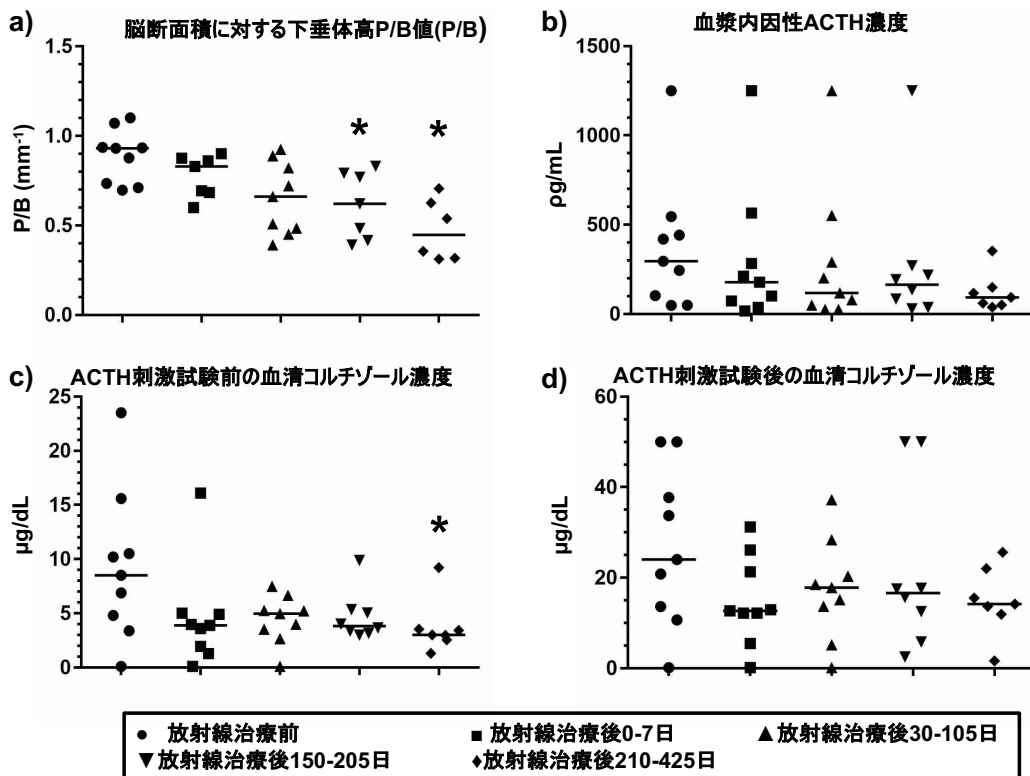 a) 脳断面積に対する下垂体高P/B値(P/B)
1.5
1.0
0.5
0.0
P/B (mm⁻¹)
* *
b) 血漿内因性ACTH濃度
1500
1000
500
0
ρg/mL
c) ACTH刺激試験前の血清コルチゾール濃度
25
20
15
10
5
0
µg/dL
*
d) ACTH刺激試験後の血清コルチゾール濃度
60
40
20
0
µg/dL
● 放射線治療前 ■ 放射線治療後0-7日 ▲ 放射線治療後30-105日
▼ 放射線治療後150-205日 ◆ 放射線治療後210-425日